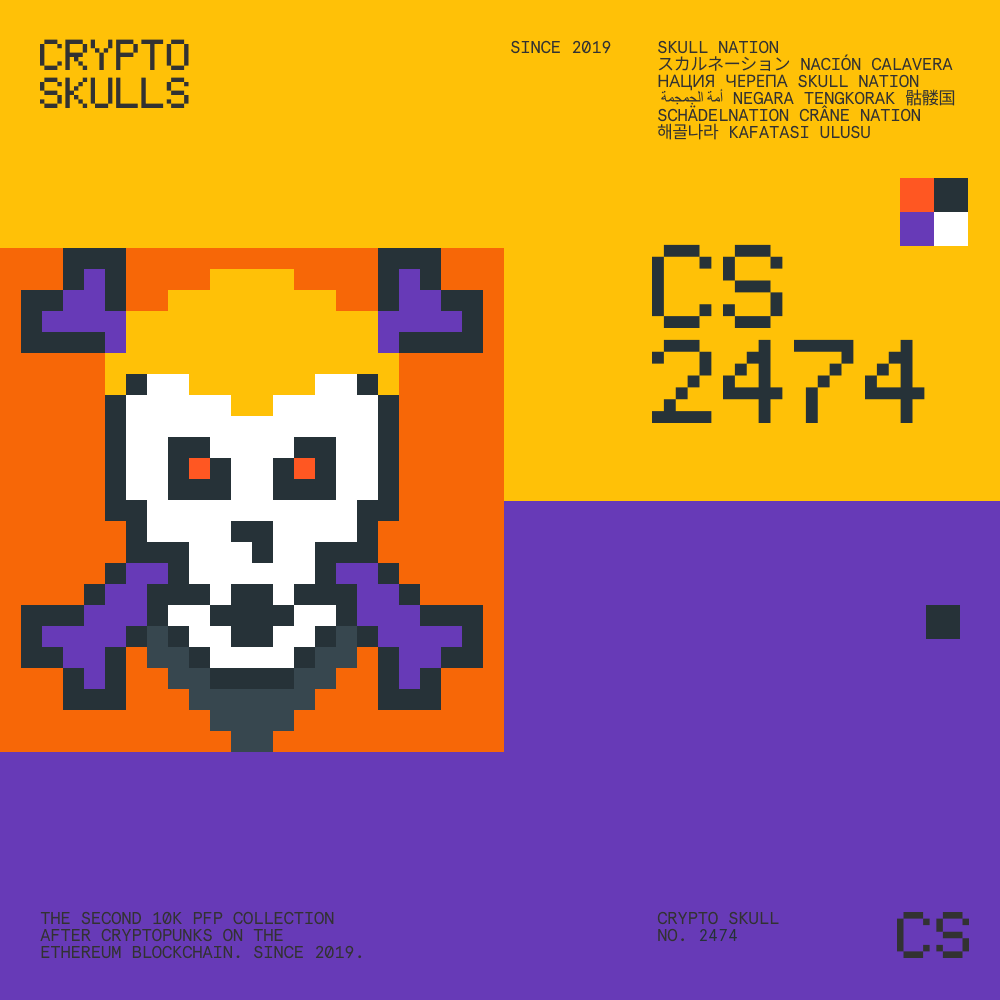 CRYPTO
SKULLS
SINCE 2019
SKULL NATION
スカルネーション NACIÓN CALAVERA
НАЦИЯ ЧЕРЕПА SKULL NATION
أمة الجمجمة NEGARA TENGKORAK 骷髅国
SCHÄDELNATION CRÂNE NATION
해골나라 KAFATASI ULUSU
CS
2474
THE SECOND 10K PFP COLLECTION
AFTER CRYPTOPUNKS ON THE
ETHEREUM BLOCKCHAIN. SINCE 2019.
CRYPTO SKULL
NO. 2474
CS